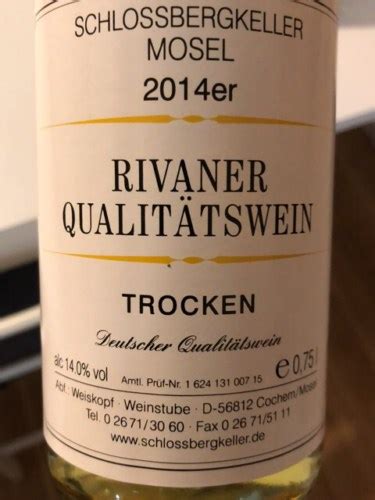 SCHLOSSBERGKELLER
MOSEL
2014er
RIVANER
QUALITÄTSWEIN
TROCKEN
Deutscher Qualitätswein
alc 14.0% vol
Amtl. Prüf-Nr. 1 624 131 007 15
℮ 0,75 l
Abf.: Weiskopf · Weinstube · D-56812 Cochem/Mosel
Tel. 0 26 71/30 60 · Fax 0 26 71/51 11
www.schlossbergkeller.de